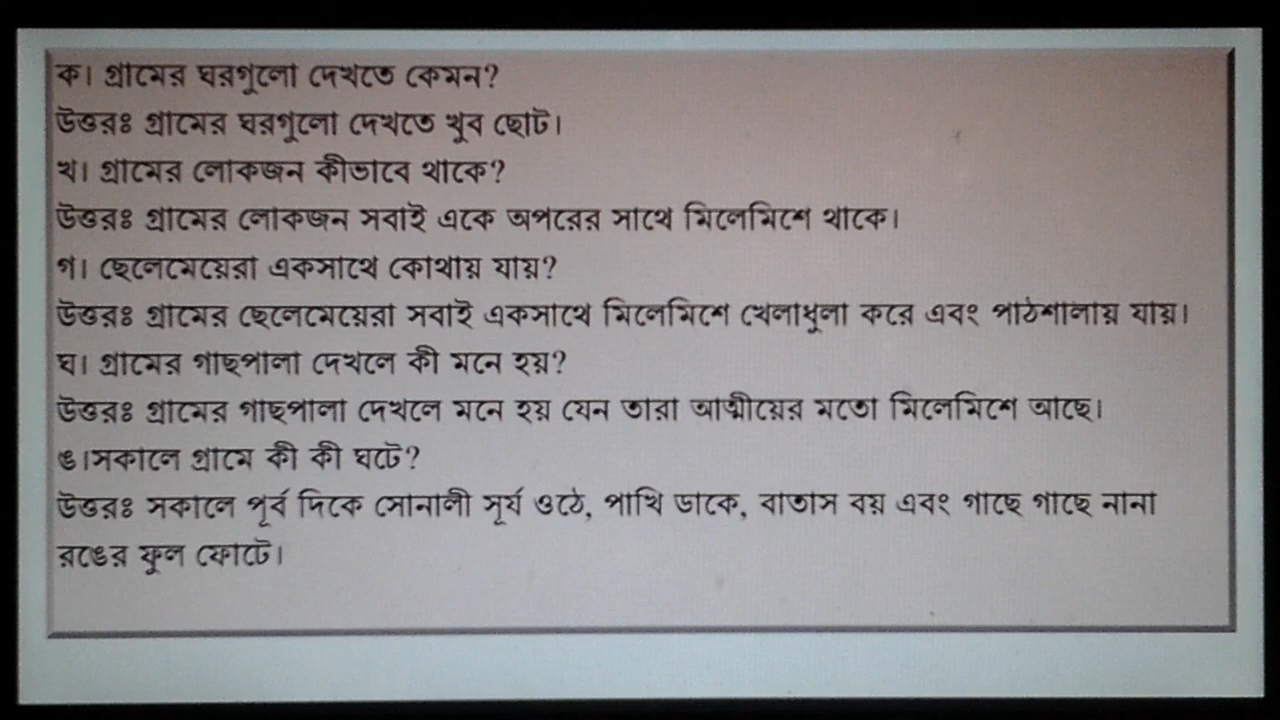 ক। গ্রামের ঘরগুলো দেখতে কেমন?
উত্তরঃ গ্রামের ঘরগুলো দেখতে খুব ছোট।
খ। গ্রামের লোকজন কীভাবে থাকে?
উত্তরঃ গ্রামের লোকজন সবাই একে অপরের সাথে মিলেমিশে থাকে।
গ। ছেলেমেয়েরা একসাথে কোথায় যায়?
উত্তরঃ গ্রামের ছেলেমেয়েরা সবাই একসাথে মিলেমিশে খেলাধুলা করে এবং পাঠশালায় যায়।
ঘ। গ্রামের গাছপালা দেখলে কী মনে হয়?
উত্তরঃ গ্রামের গাছপালা দেখলে মনে হয় যেন তারা আত্মীয়ের মতো মিলেমিশে আছে।
ঙ।সকালে গ্রামে কী কী ঘটে?
উত্তরঃ সকালে পূর্ব দিকে সোনালী সূর্য ওঠে, পাখি ডাকে, বাতাস বয় এবং গাছে গাছে নানা
রঙের ফুল ফোটে।